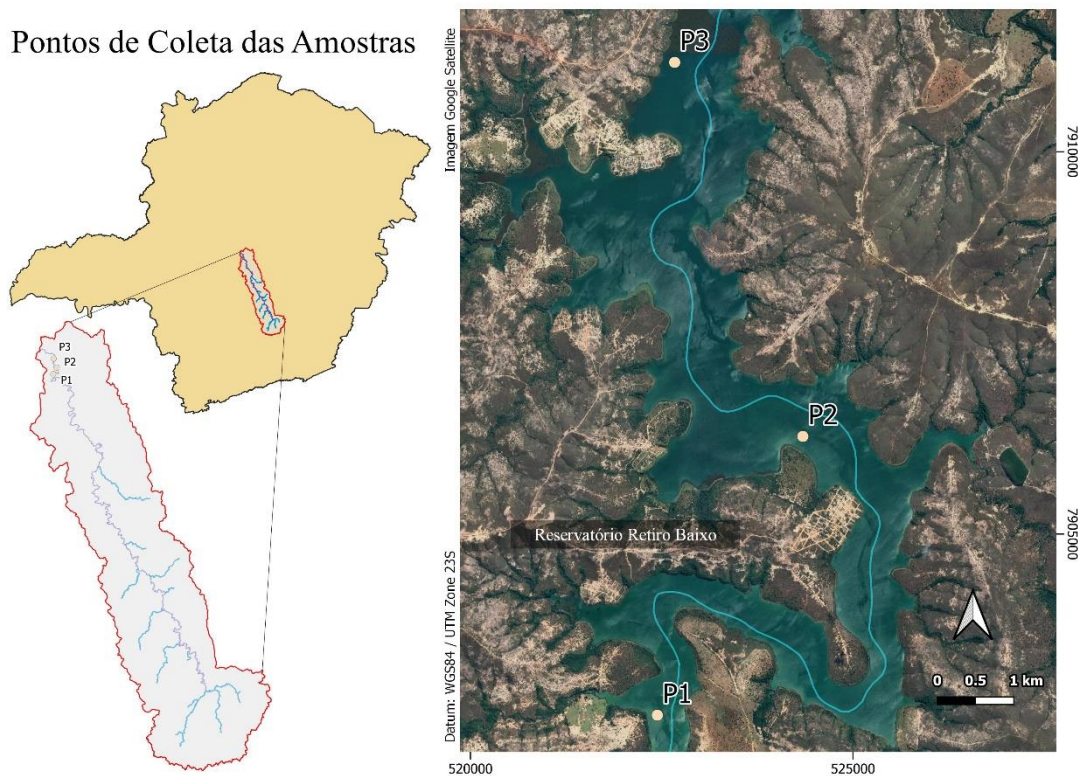 Pontos de Coleta das Amostras
P3
P2
P1
Imagem Google Satellite
Datum: WGS84 / UTM Zone 23S
P3
P2
Reservatório Retiro Baixo
P1
0 0.5 1 km
7910000
7905000
520000
525000